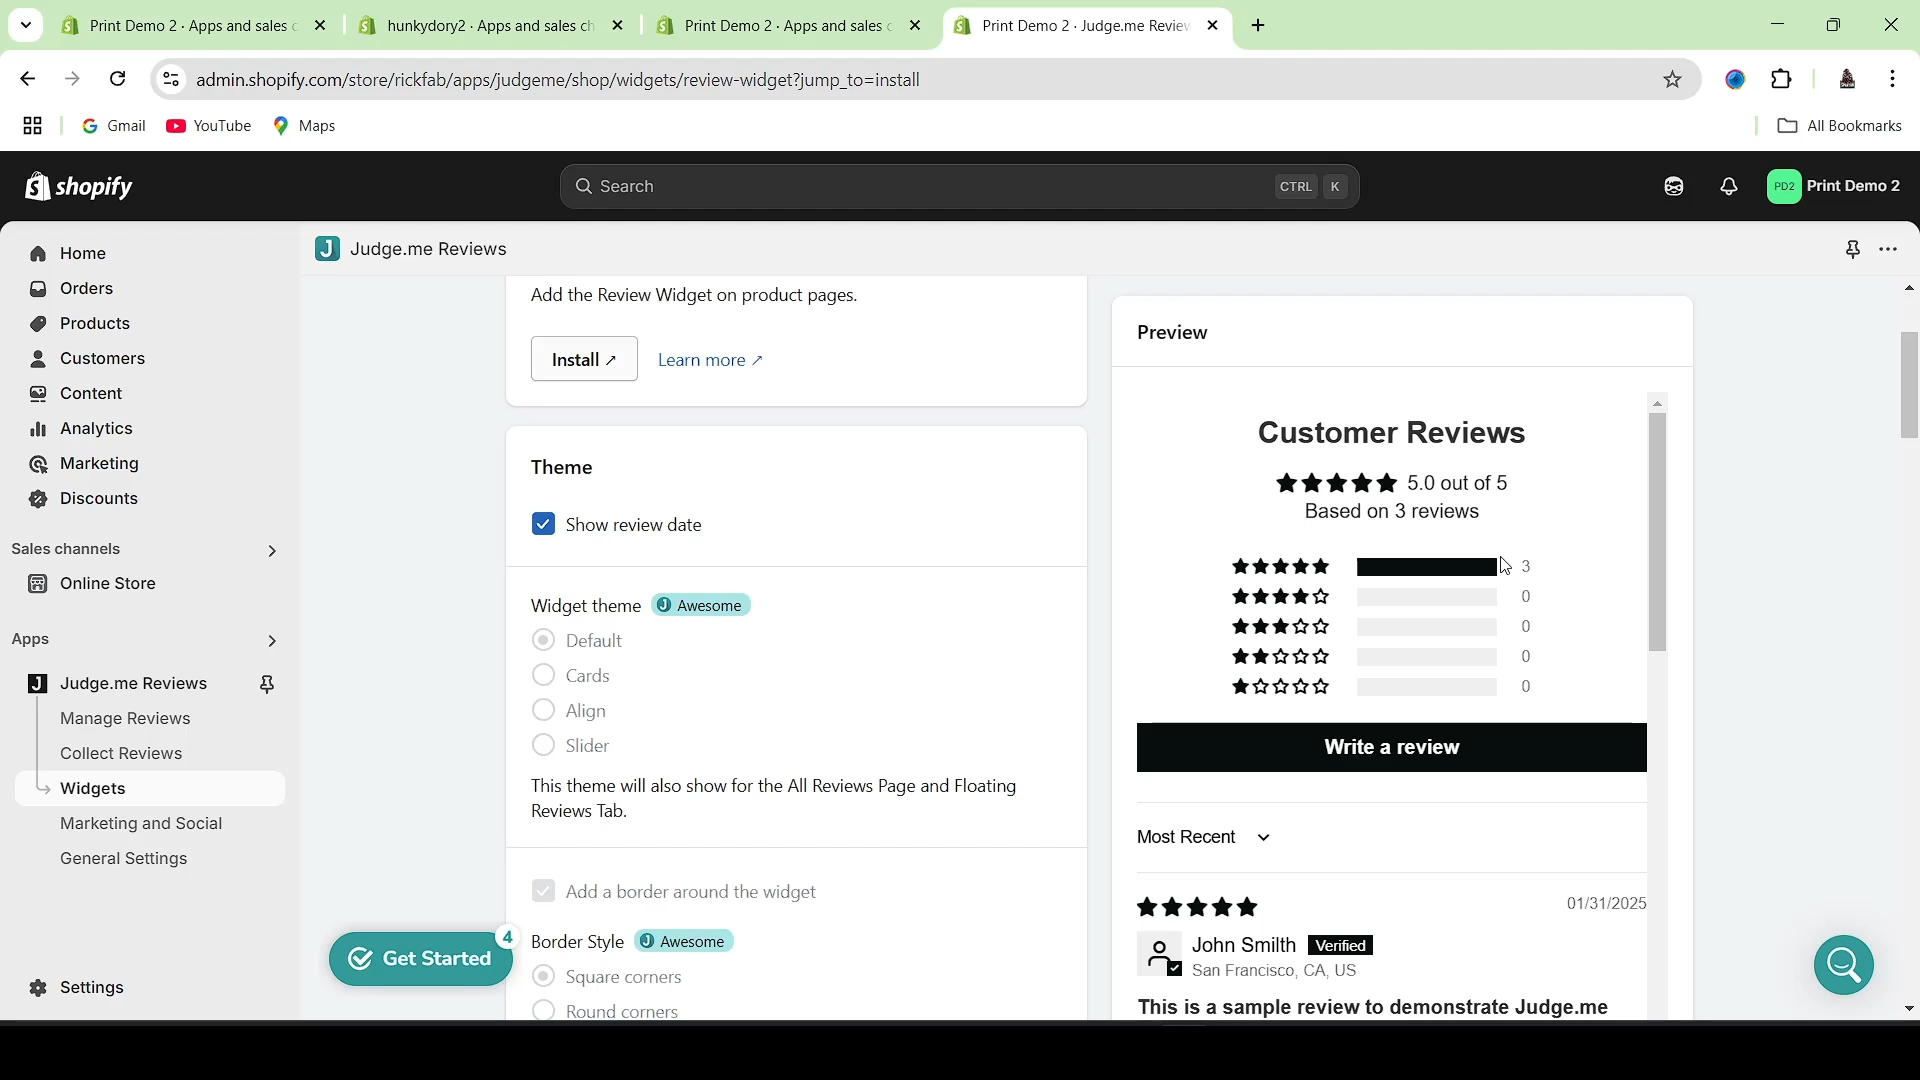 Print Demo 2 · Apps and sales c
hunkydory2 · Apps and sales ch
Print Demo 2 · Apps and sales c
Print Demo 2 · Judge.me Review
admin.shopify.com/store/rickfab/apps/judgeme/shop/widgets/review-widget?jump_to=install
Gmail
YouTube
Maps
All Bookmarks
shopify
Search
CTRL K
PD2
Print Demo 2
Home
Orders
Products
Customers
Content
Analytics
Marketing
Discounts
Sales channels
Online Store
Apps
Judge.me Reviews
Manage Reviews
Collect Reviews
Widgets
Marketing and Social
General Settings
Settings
J Judge.me Reviews
Add the Review Widget on product pages.
Install ↗ Learn more ↗
Theme
Show review date
Widget theme J Awesome
Default
Cards
Align
Slider
This theme will also show for the All Reviews Page and Floating
Reviews Tab.
Add a border around the widget
Border Style J Awesome
Square corners
Round corners
Get Started
4
Preview
Customer Reviews
5.0 out of 5
Based on 3 reviews
3
0
0
0
0
Write a review
Most Recent
01/31/2025
John Smilth Verified
San Francisco, CA, US
This is a sample review to demonstrate Judge.me